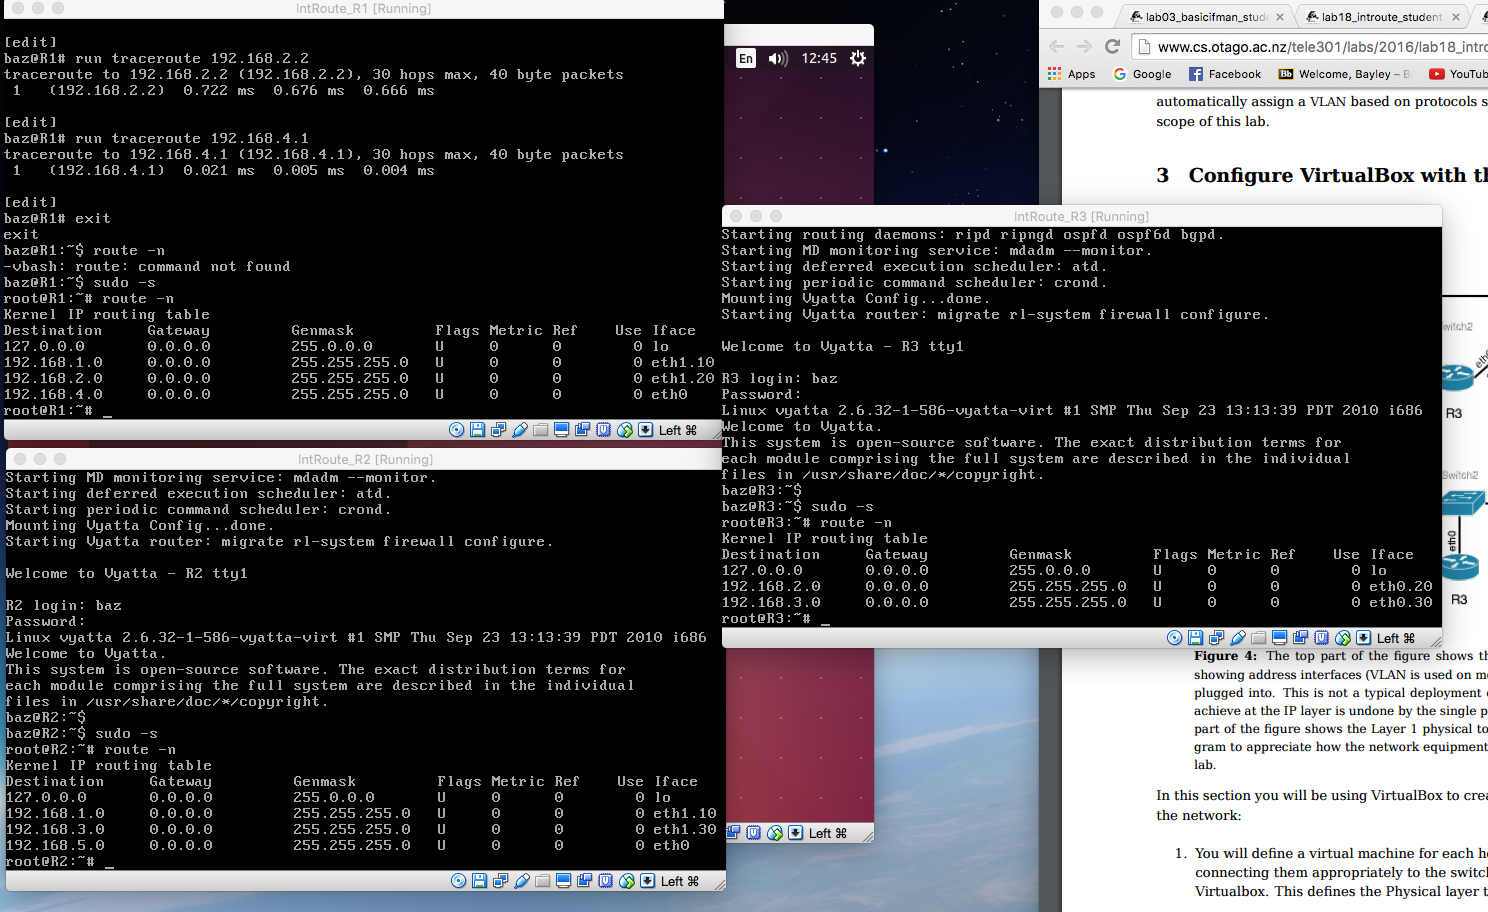 IntRoute_R1 [Running]
[edit]
baz@R1# run traceroute 192.168.2.2
traceroute to 192.168.2.2 (192.168.2.2), 30 hops max, 40 byte packets
1 (192.168.2.2) 0.722 ms 0.676 ms 0.666 ms
[edit]
baz@R1# run traceroute 192.168.4.1
traceroute to 192.168.4.1 (192.168.4.1), 30 hops max, 40 byte packets
1 (192.168.4.1) 0.021 ms 0.005 ms 0.004 ms
[edit]
baz@R1# exit
exit
baz@R1:~$ route -n
-vbash: route: command not found
baz@R1:~$ sudo -s
root@R1:~# route -n
Kernel IP routing table
Destination Gateway Genmask Flags Metric Ref Use Iface
127.0.0.0 0.0.0.0 255.0.0.0 U 0 0 0 lo
192.168.1.0 0.0.0.0 255.255.255.0 U 0 0 0 eth1.10
192.168.2.0 0.0.0.0 255.255.255.0 U 0 0 0 eth1.20
192.168.4.0 0.0.0.0 255.255.255.0 U 0 0 0 eth0
root@R1:~# _
Left ⌘
IntRoute_R2 [Running]
Starting MD monitoring service: mdadm --monitor.
Starting deferred execution scheduler: atd.
Starting periodic command scheduler: crond.
Mounting Vyatta Config...done.
Starting Vyatta router: migrate rl-system firewall configure.
Welcome to Vyatta - R2 tty1
R2 login: baz
Password:
Linux vyatta 2.6.32-1-586-vyatta-virt #1 SMP Thu Sep 23 13:13:39 PDT 2010 i686
Welcome to Vyatta.
This system is open-source software. The exact distribution terms for
each module comprising the full system are described in the individual
files in /usr/share/doc/*/copyright.
baz@R2:~$
baz@R2:~$ sudo -s
root@R2:~# route -n
Kernel IP routing table
Destination Gateway Genmask Flags Metric Ref Use Iface
127.0.0.0 0.0.0.0 255.0.0.0 U 0 0 0 lo
192.168.1.0 0.0.0.0 255.255.255.0 U 0 0 0 eth1.10
192.168.3.0 0.0.0.0 255.255.255.0 U 0 0 0 eth1.30
192.168.5.0 0.0.0.0 255.255.255.0 U 0 0 0 eth0
root@R2:~# _
Left ⌘
En 12:45
Left ⌘
IntRoute_R3 [Running]
Starting routing daemons: ripd ripngd ospfd ospf6d bgpd.
Starting MD monitoring service: mdadm --monitor.
Starting deferred execution scheduler: atd.
Starting periodic command scheduler: crond.
Mounting Vyatta Config...done.
Starting Vyatta router: migrate rl-system firewall configure.
Welcome to Vyatta - R3 tty1
R3 login: baz
Password:
Linux vyatta 2.6.32-1-586-vyatta-virt #1 SMP Thu Sep 23 13:13:39 PDT 2010 i686
Welcome to Vyatta.
This system is open-source software. The exact distribution terms for
each module comprising the full system are described in the individual
files in /usr/share/doc/*/copyright.
baz@R3:~$
baz@R3:~$ sudo -s
root@R3:~# route -n
Kernel IP routing table
Destination Gateway Genmask Flags Metric Ref Use Iface
127.0.0.0 0.0.0.0 255.0.0.0 U 0 0 0 lo
192.168.2.0 0.0.0.0 255.255.255.0 U 0 0 0 eth0.20
192.168.3.0 0.0.0.0 255.255.255.0 U 0 0 0 eth0.30
root@R3:~# _
Left ⌘
lab03_basicifman_stud lab18_introute_student
www.cs.otago.ac.nz/tele301/labs/2016/lab18_intro
Apps Google Facebook Bb Welcome, Bayley – B YouTub
automatically assign a VLAN based on protocols s
scope of this lab.
3 Configure VirtualBox with th
witch2
eth0
R3
Switch2
eth0
R3
Figure 4: The top part of the figure shows th
showing address interfaces (VLAN is used on m
plugged into. This is not a typical deployment
achieve at the IP layer is undone by the single p
part of the figure shows the Layer 1 physical to
gram to appreciate how the network equipment
lab.
In this section you will be using VirtualBox to crea
the network:
1. You will define a virtual machine for each h
connecting them appropriately to the switch
Virtualbox. This defines the Physical layer t